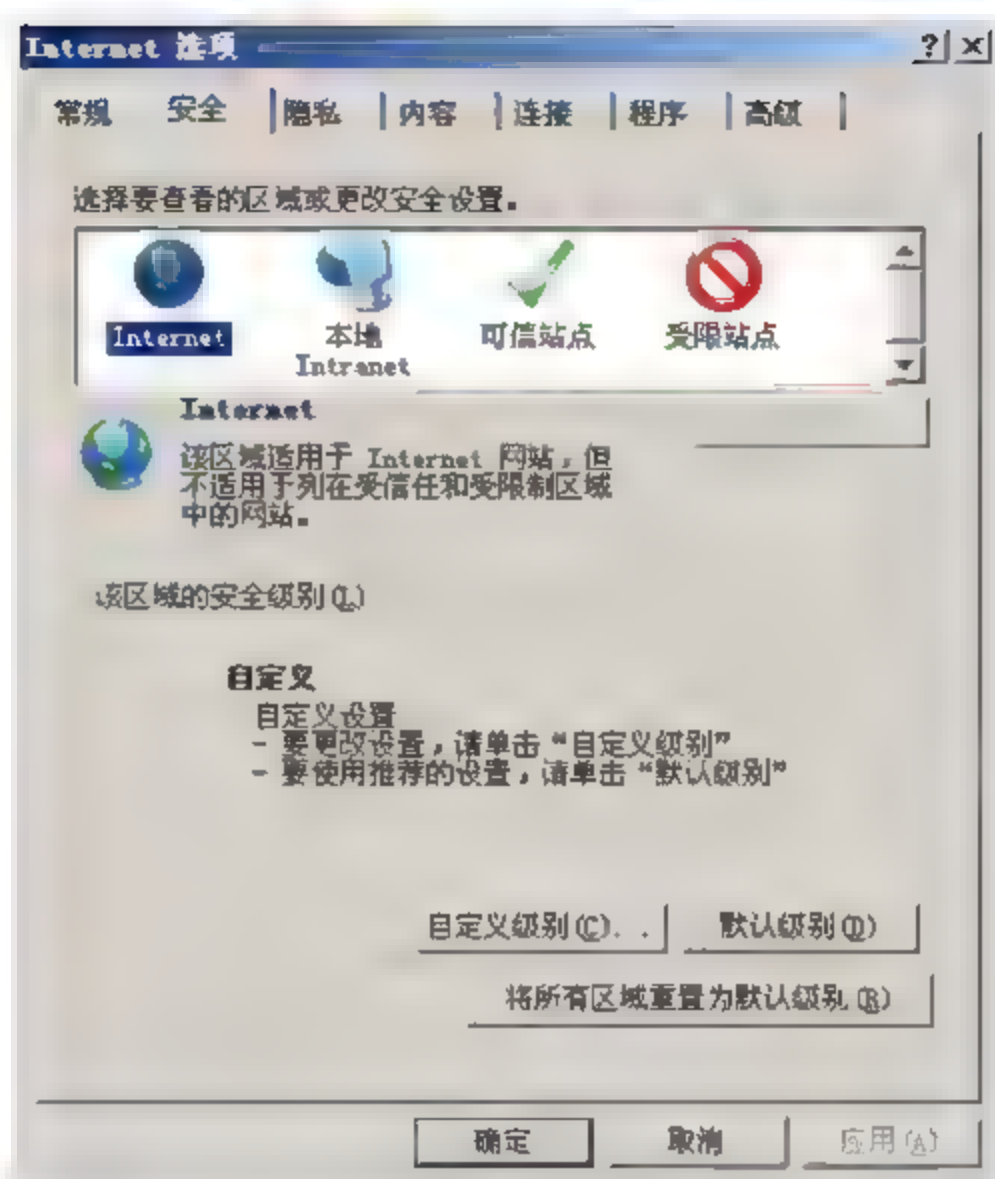 Internet 选项
常规 安全 隐私 内容 连接 程序 高级
选择要查看的区域或更改安全设置。
Internet 本地 可信站点 受限站点
Intranet
Internet
该区域适用于 Internet 网站，但
不适用于列在受信任和受限制区域
中的网站。
该区域的安全级别(L)
自定义
自定义设置
- 要更改设置，请单击“自定义级别”
- 要使用推荐的设置，请单击“默认级别”
自定义级别(C). . 默认级别(D)
将所有区域重置为默认级别(R)
确定 取消 应用(A)